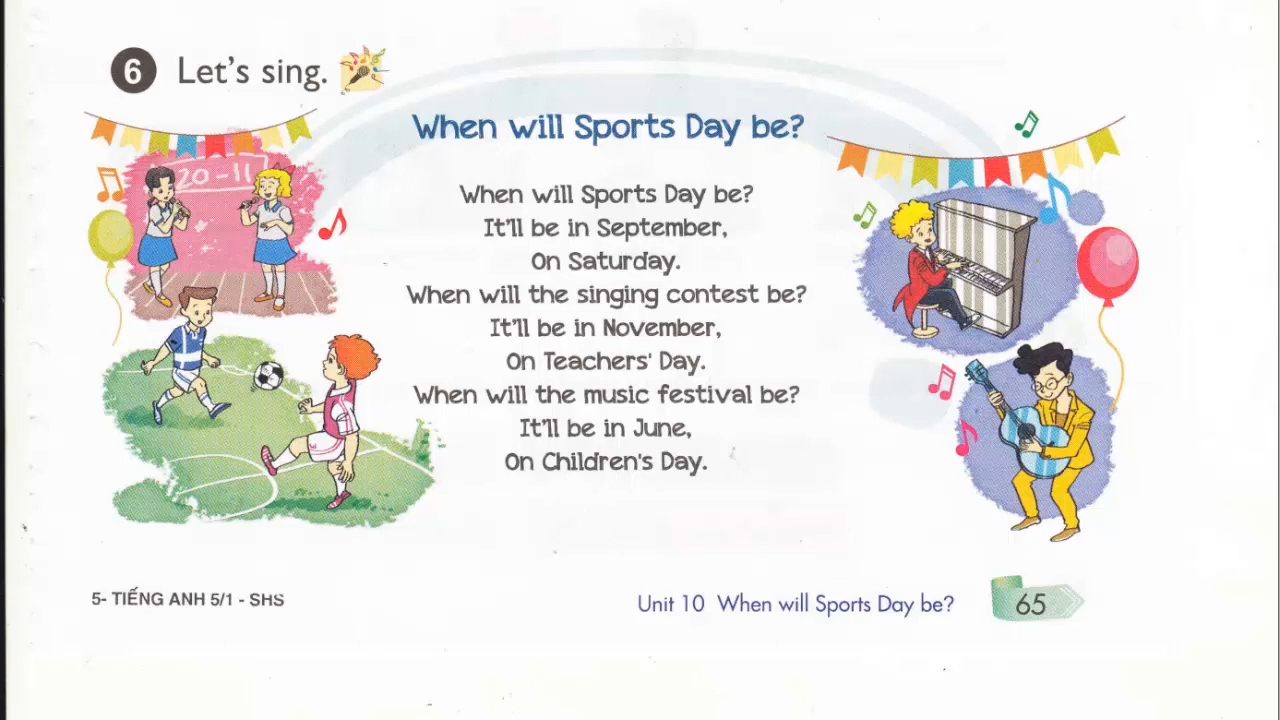 6 Let's sing.
When will Sports Day be?
20-11
When will Sports Day be?
It'll be in September,
On Saturday.
When will the singing contest be?
It'll be in November,
On Teachers' Day.
When will the music festival be?
It'll be in June,
On Children's Day.
5- TIẾNG ANH 5/1 - SHS
Unit 10 When will Sports Day be?
65